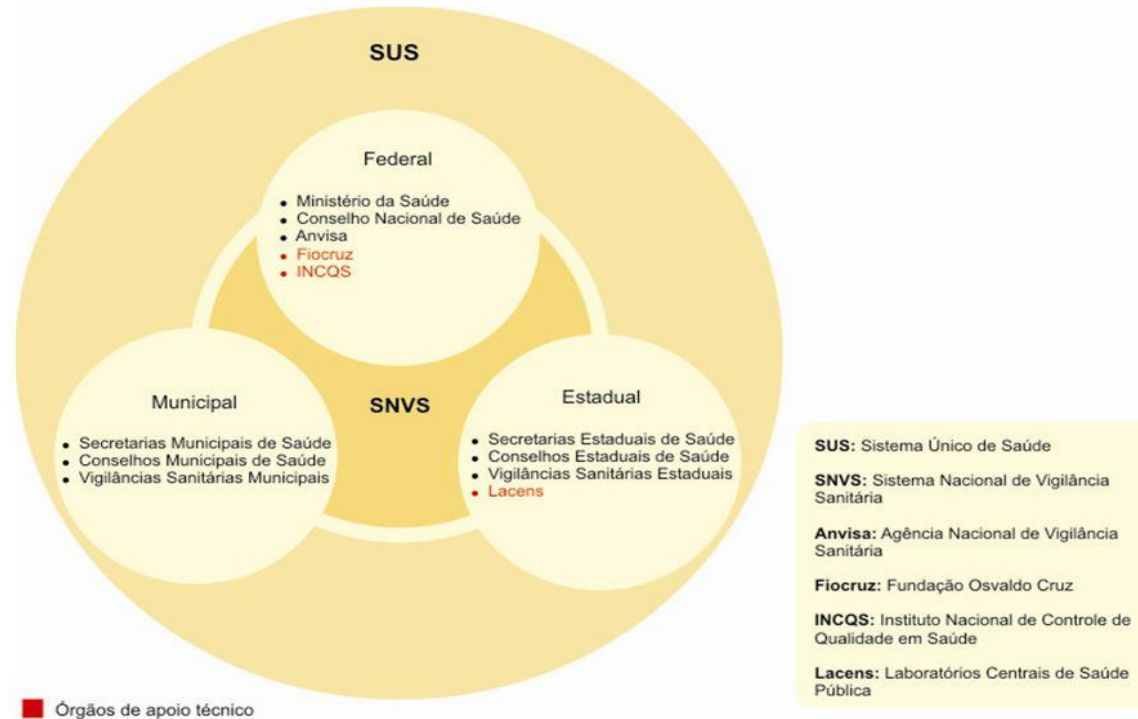 SUS
Federal
• Ministério da Saúde
• Conselho Nacional de Saúde
• Anvisa
• Fiocruz
• INCQS
Municipal
• Secretarias Municipais de Saúde
• Conselhos Municipais de Saúde
• Vigilâncias Sanitárias Municipais
SNVS
Estadual
• Secretarias Estaduais de Saúde
• Conselhos Estaduais de Saúde
• Vigilâncias Sanitárias Estaduais
• Lacens
SUS: Sistema Único de Saúde
SNVS: Sistema Nacional de Vigilância
Sanitária
Anvisa: Agência Nacional de Vigilância
Sanitária
Fiocruz: Fundação Osvaldo Cruz
INCQS: Instituto Nacional de Controle de
Qualidade em Saúde
Lacens: Laboratórios Centrais de Saúde
Pública
Órgãos de apoio técnico